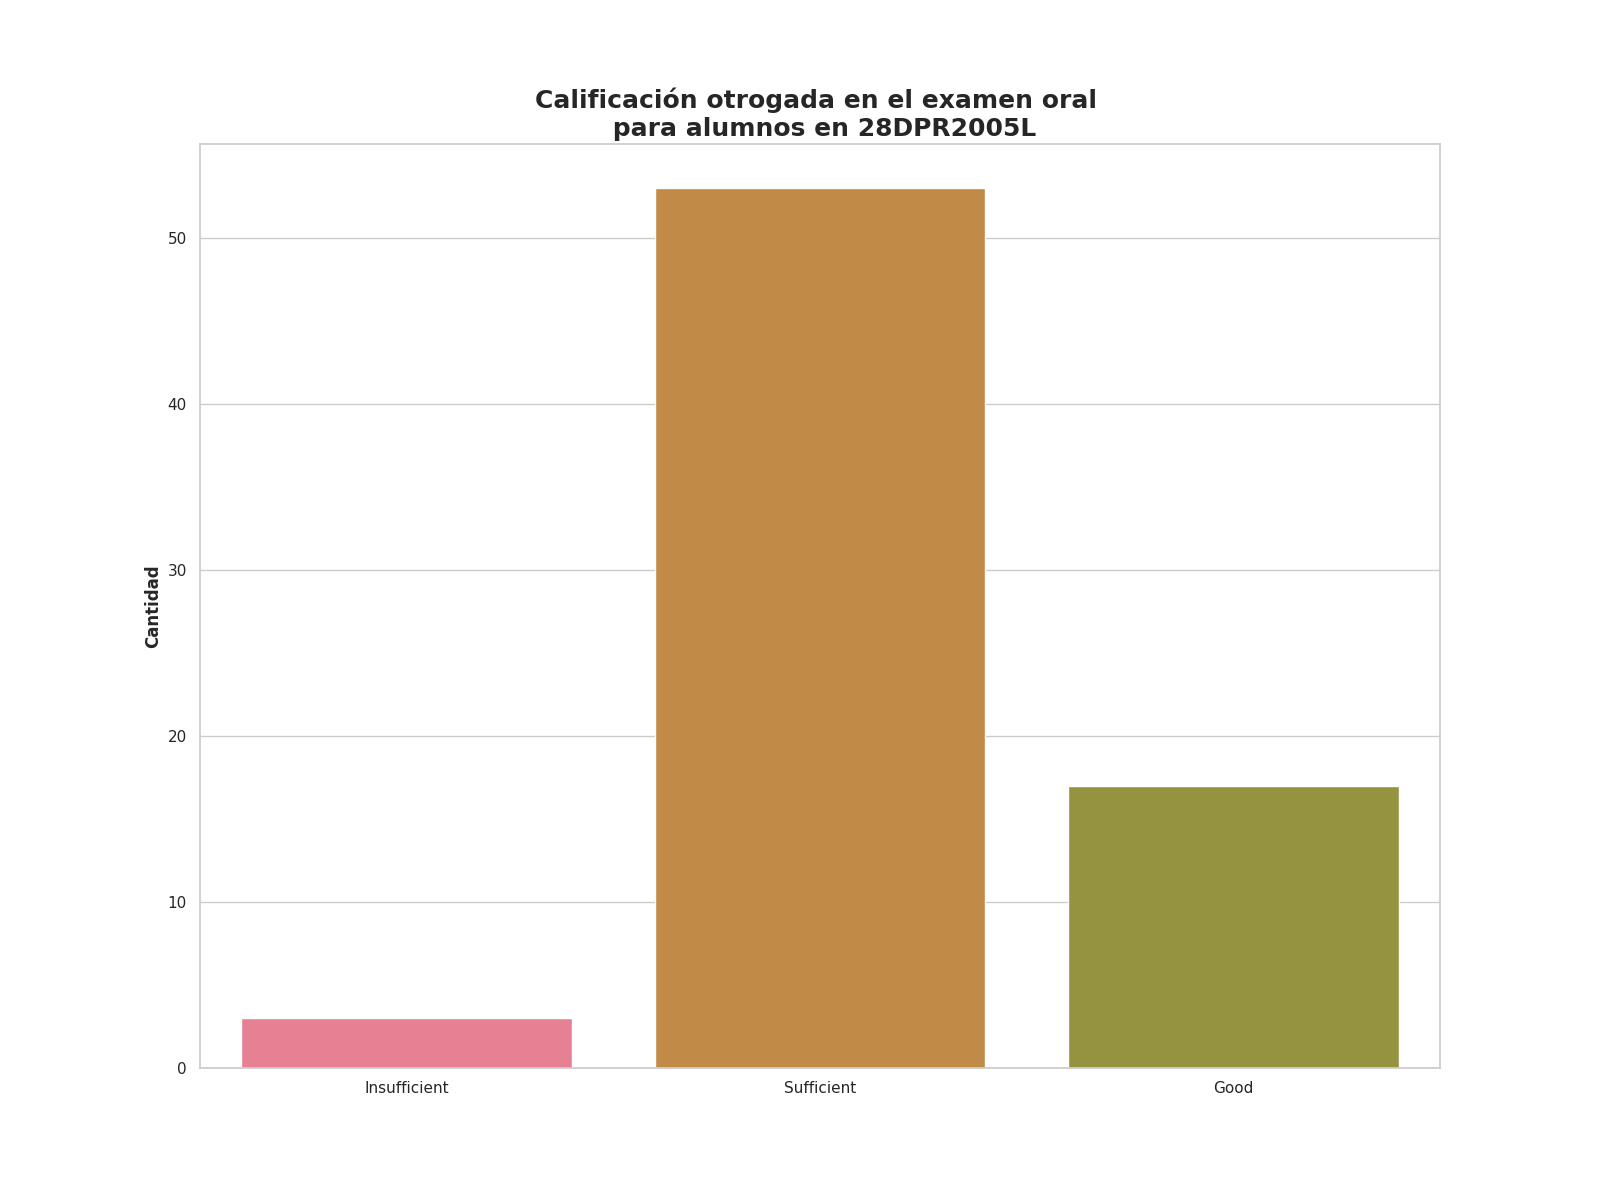 Calificación otrogada en el examen oral
para alumnos en 28DPR2005L
Cantidad
50
40
30
20
10
0
Insufficient
Sufficient
Good